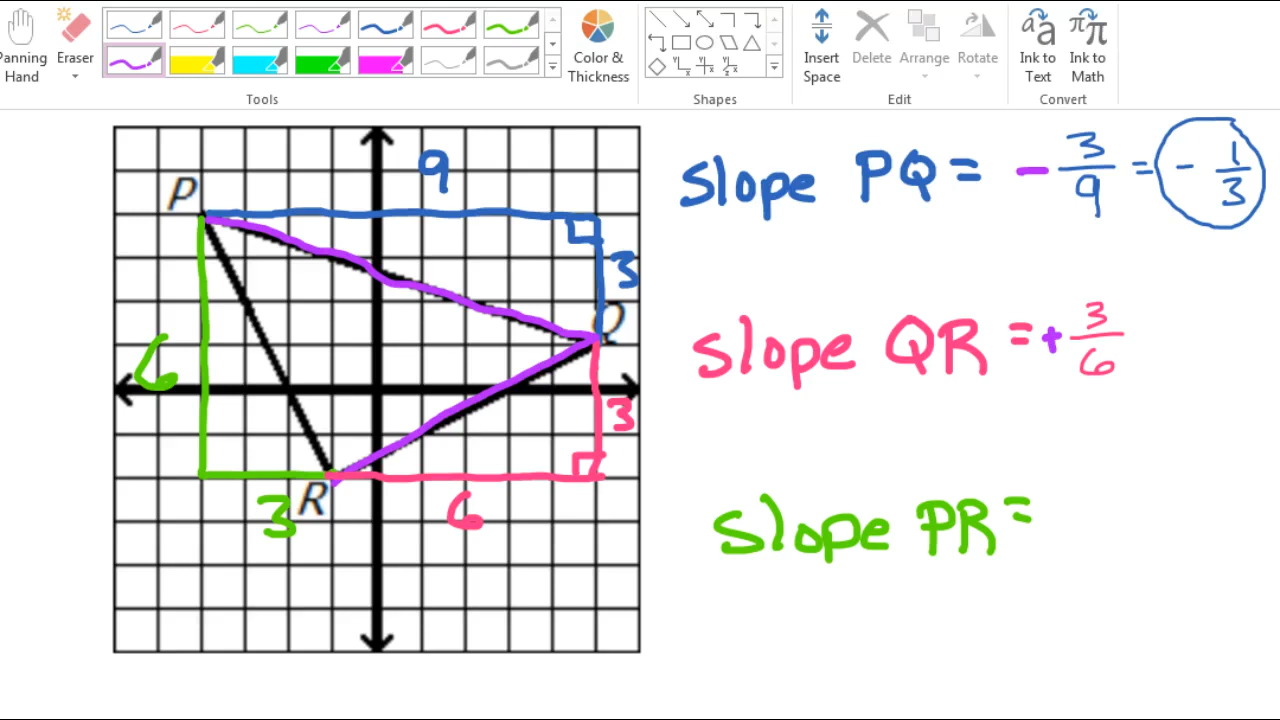 Panning Hand
Eraser
Color & Thickness
Insert Space
Delete
Arrange
Rotate
Ink to Text
Ink to Math
Tools
Shapes
Edit
Convert
P
9
3
Q
6
3
R
3
6
slope PQ = - 3/9 = - 1/3
slope QR = + 3/6
slope PR =